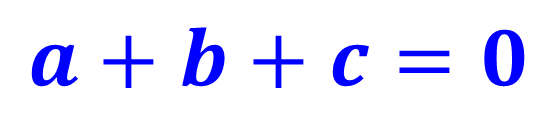 a + b + c = 0